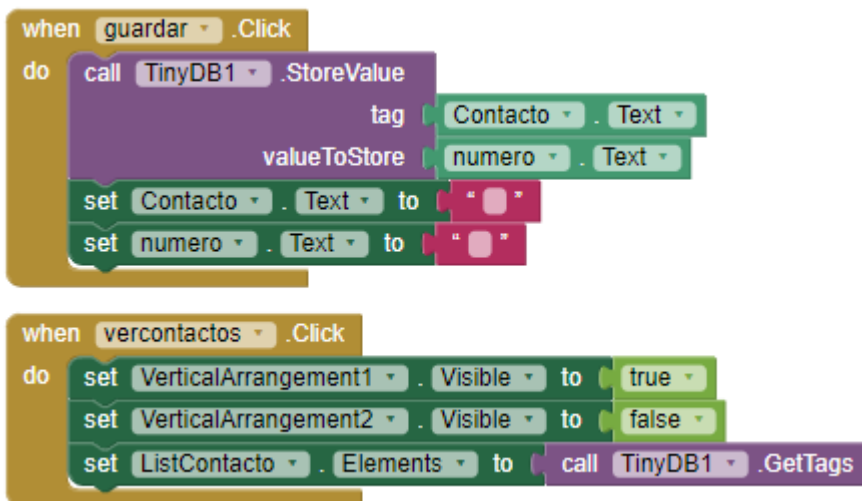 when guardar .Click
do call TinyDB1 .StoreValue
tag Contacto . Text
valueToStore numero . Text
set Contacto . Text to “ ”
set numero . Text to “ ”
when vercontactos .Click
do set VerticalArrangement1 . Visible to true
set VerticalArrangement2 . Visible to false
set ListContacto . Elements to call TinyDB1 .GetTags